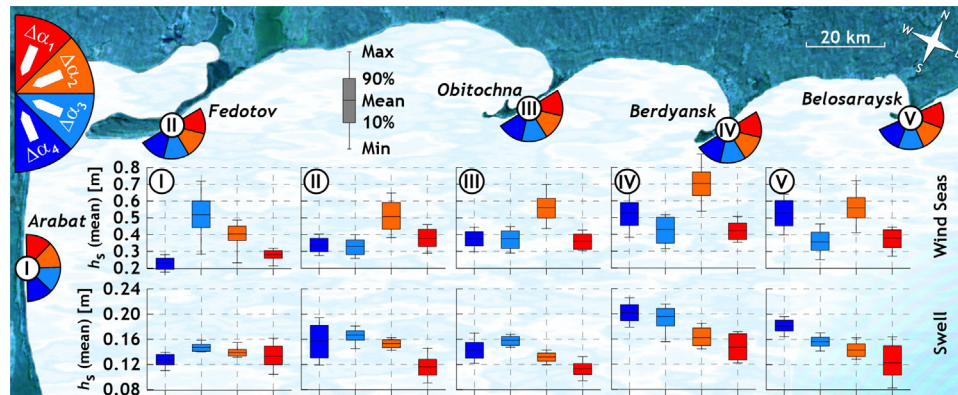 Δα₁
Δα₂
Δα₃
Δα₄
Max
90%
Mean
10%
Min
N
W
E
S
20 km
Fedotov
Obitochna
Berdyansk
Belosaraysk
Arabat
II
III
IV
V
I
I
II
III
IV
V
hₛ (mean) [m]
0.8
0.7
0.6
0.5
0.4
0.3
0.2
Wind Seas
hₛ (mean) [m]
0.24
0.20
0.16
0.12
0.08
Swell